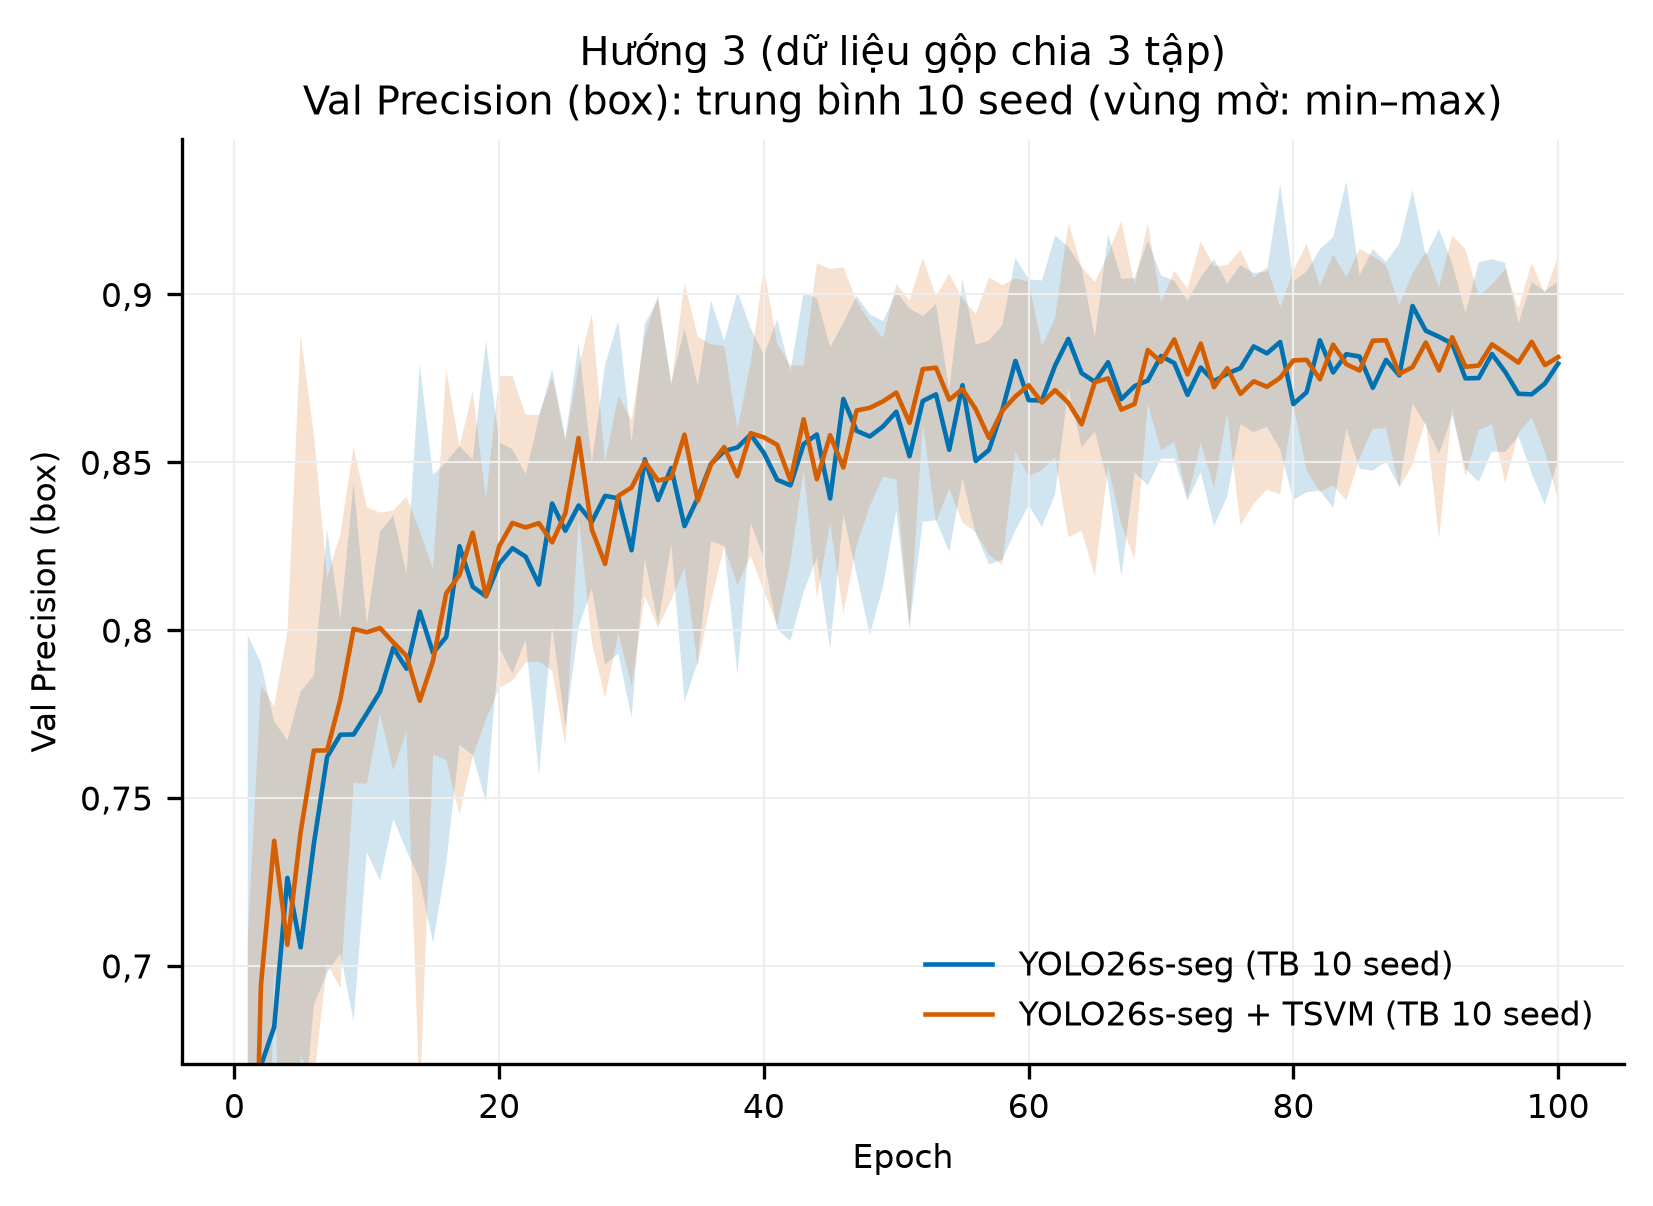 Hướng 3 (dữ liệu gộp chia 3 tập)
Val Precision (box): trung bình 10 seed (vùng mờ: min–max)
Val Precision (box)
0,9
0,85
0,8
0,75
0,7
YOLO26s-seg (TB 10 seed)
YOLO26s-seg + TSVM (TB 10 seed)
0 20 40 60 80 100
Epoch